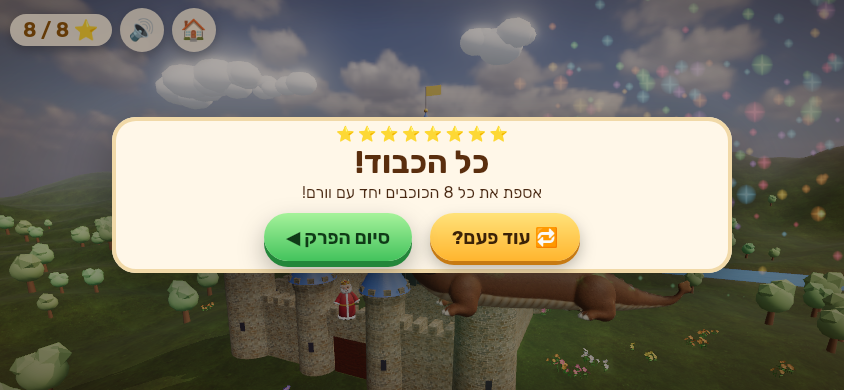 8 / 8 ⭐
⭐⭐⭐⭐⭐⭐⭐⭐
כל הכבוד!
אספת את כל 8 הכוכבים יחד עם וורם!
🔁 עוד פעם?
סיום הפרק ◀